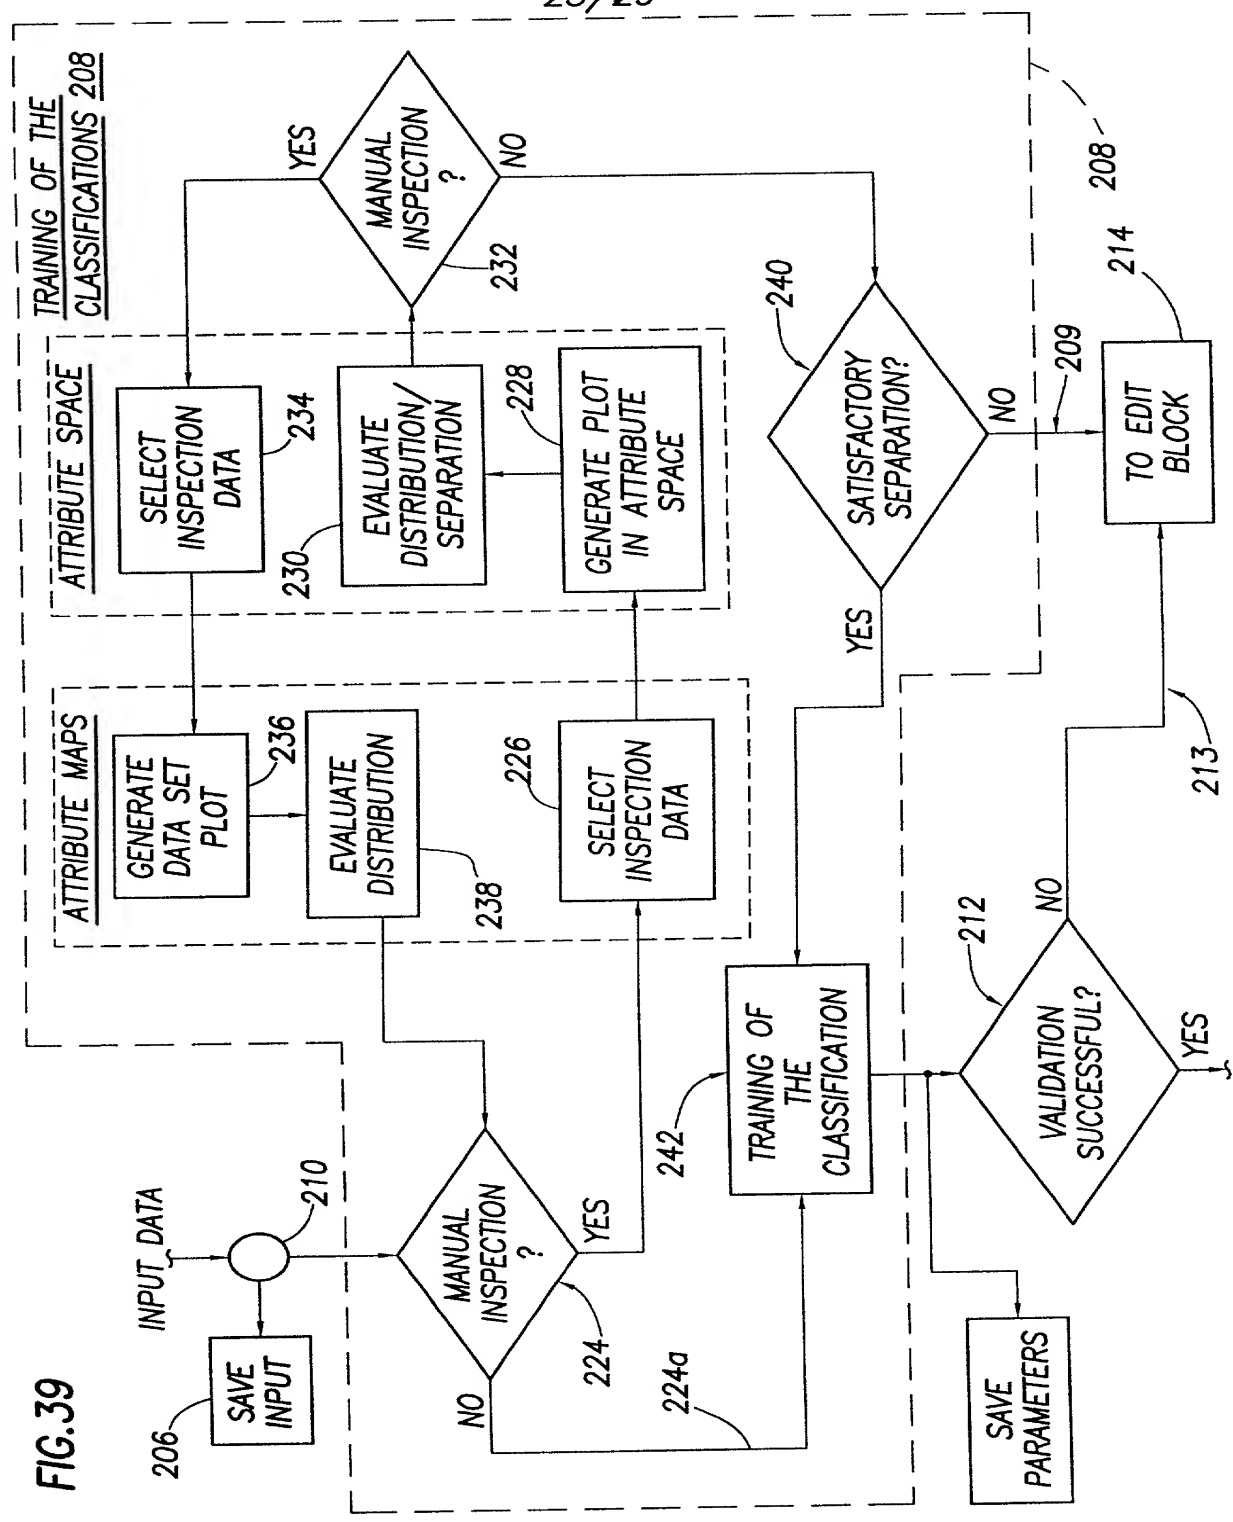 23/25
FIG.39
INPUT DATA
210
206
SAVE
INPUT
TRAINING OF THE
CLASSIFICATIONS 208
ATTRIBUTE MAPS
GENERATE
DATA SET
PLOT
236
EVALUATE
DISTRIBUTION
238
226
SELECT
INSPECTION
DATA
ATTRIBUTE SPACE
SELECT
INSPECTION
DATA
234
230
EVALUATE
DISTRIBUTION/
SEPARATION
228
GENERATE PLOT
IN ATTRIBUTE
SPACE
YES
MANUAL
INSPECTION
?
232
NO
MANUAL
INSPECTION
?
NO
YES
224
224a
242
TRAINING OF
THE
CLASSIFICATION
240
SATISFACTORY
SEPARATION?
YES
NO
209
208
212
VALIDATION
SUCCESSFUL?
NO
YES
213
TO EDIT
BLOCK
214
SAVE
PARAMETERS